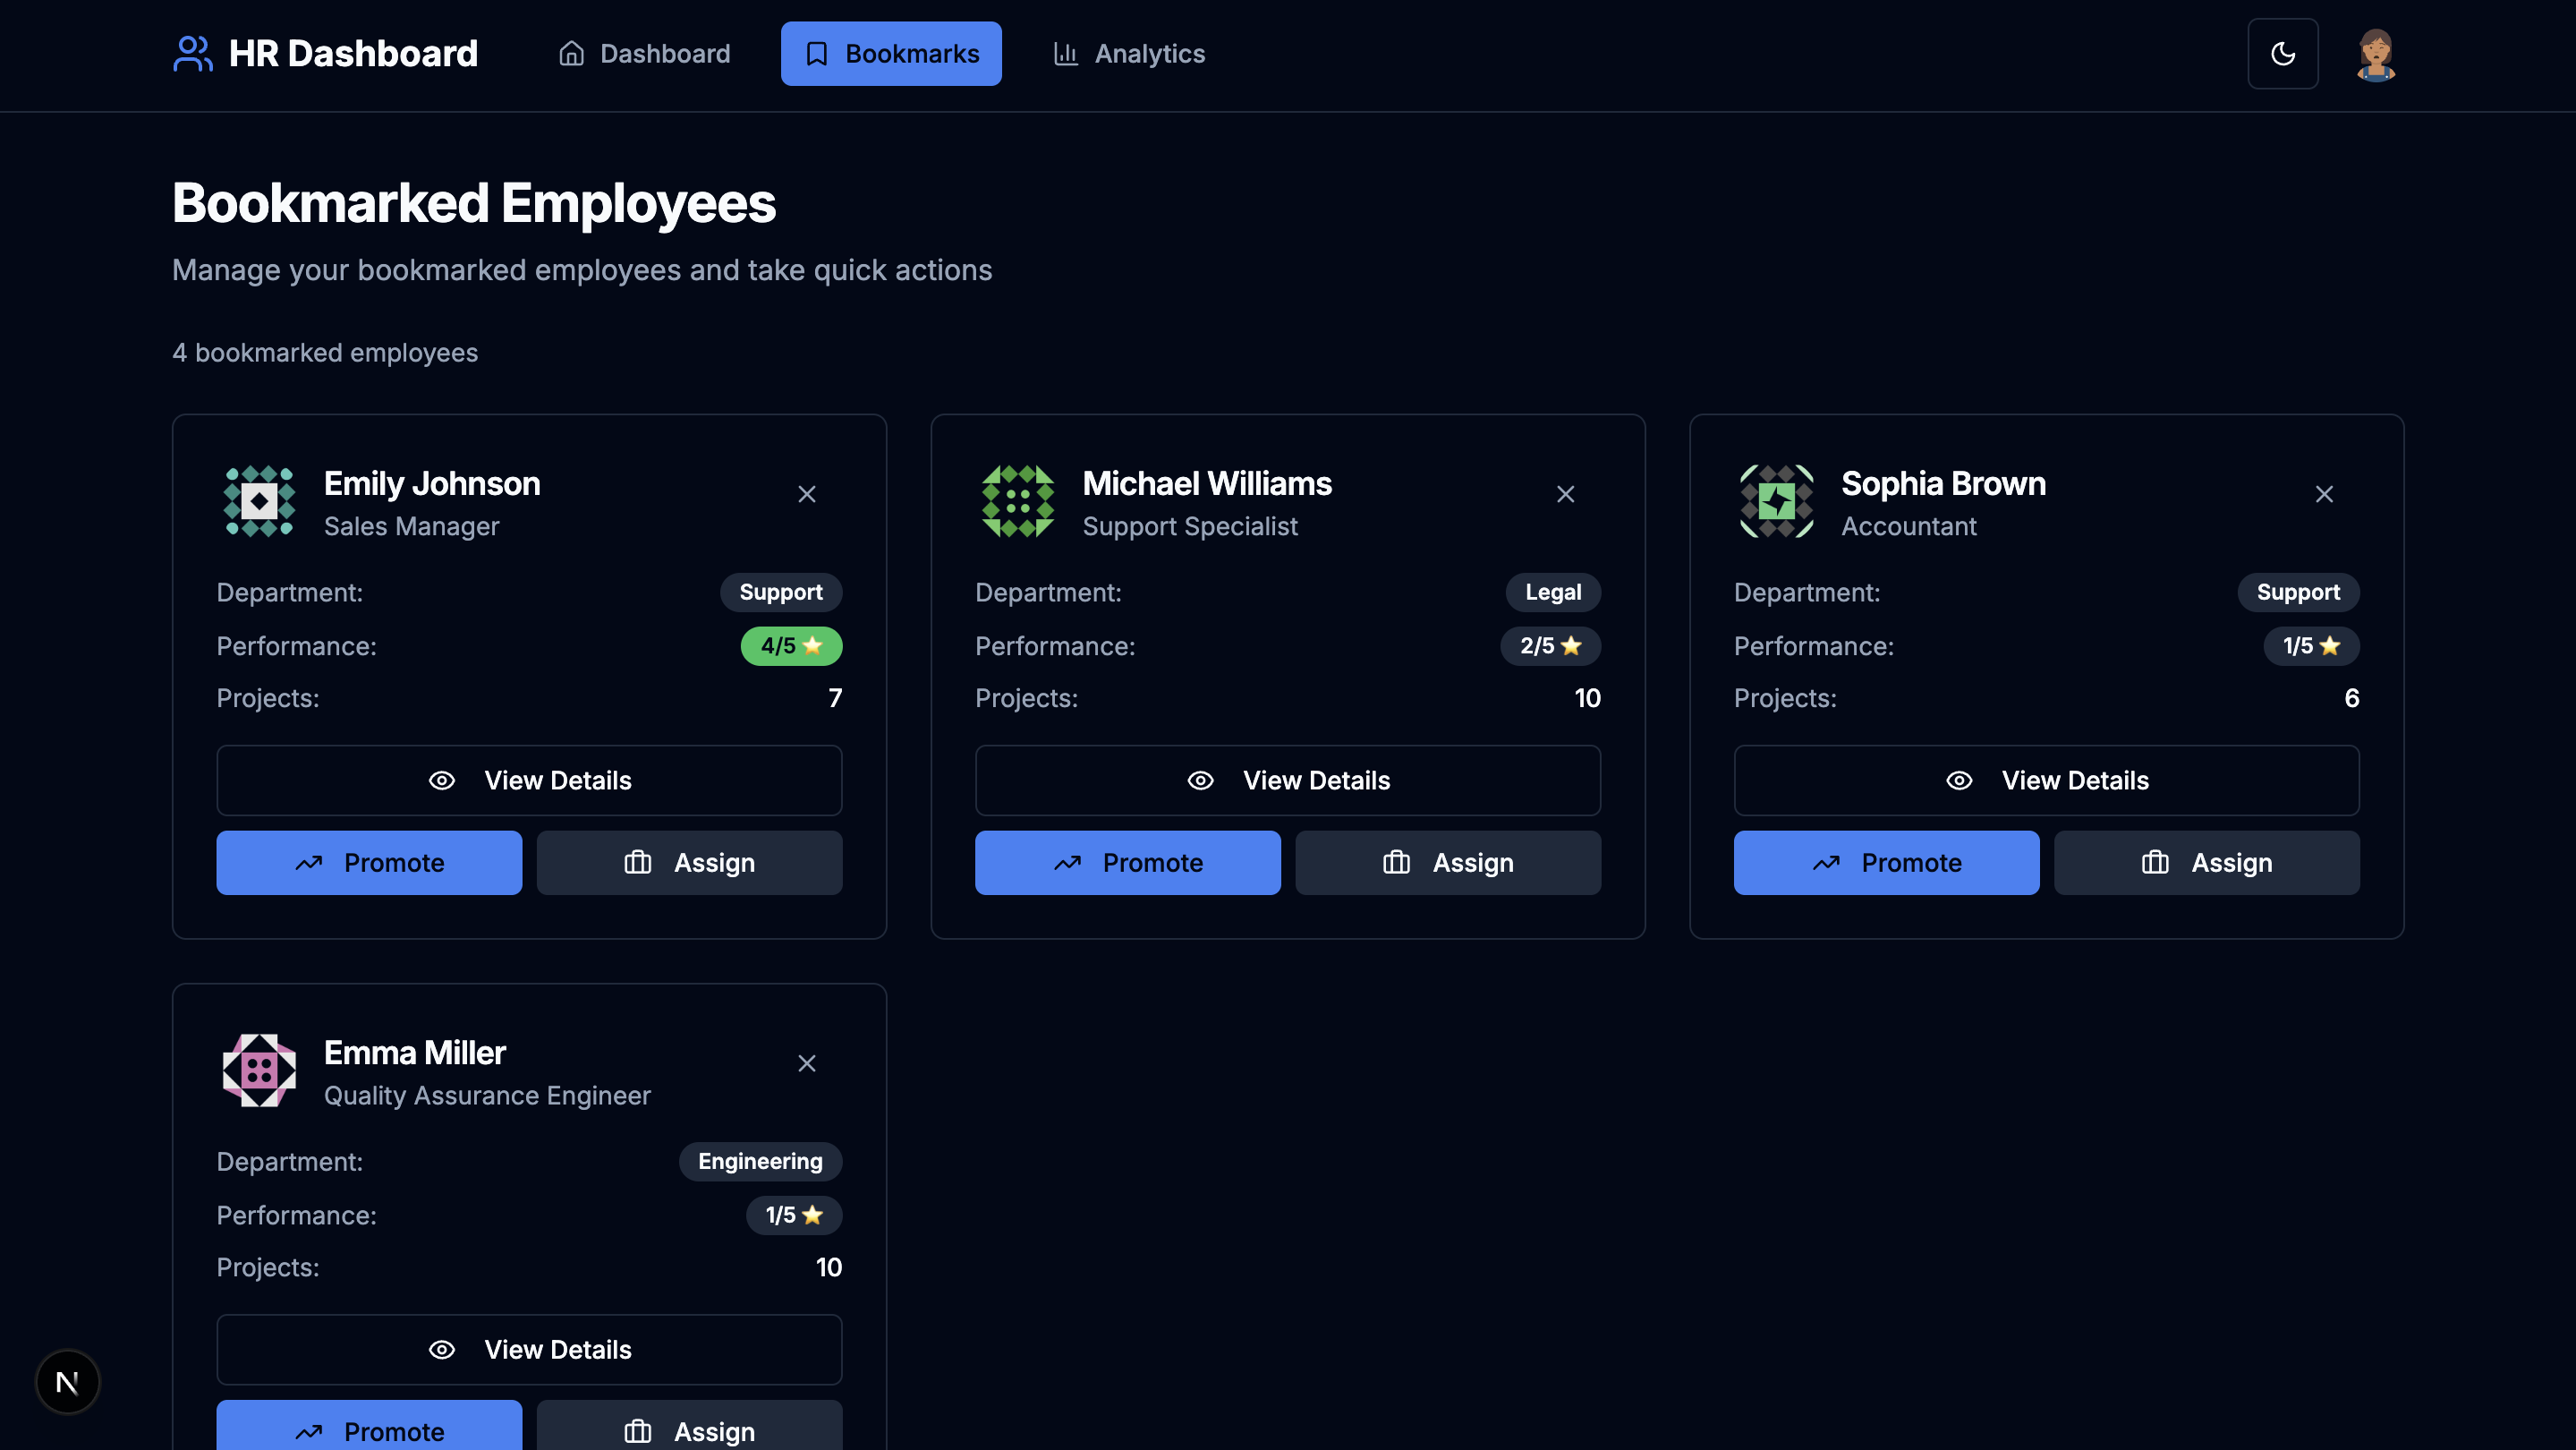 HR Dashboard
Dashboard
Bookmarks
Analytics
Bookmarked Employees
Manage your bookmarked employees and take quick actions
4 bookmarked employees
Emily Johnson
Sales Manager
Department: Support
Performance: 4/5 ⭐
Projects: 7
View Details
Promote
Assign
Michael Williams
Support Specialist
Department: Legal
Performance: 2/5 ⭐
Projects: 10
View Details
Promote
Assign
Sophia Brown
Accountant
Department: Support
Performance: 1/5 ⭐
Projects: 6
View Details
Promote
Assign
Emma Miller
Quality Assurance Engineer
Department: Engineering
Performance: 1/5 ⭐
Projects: 10
View Details
Promote
Assign
N